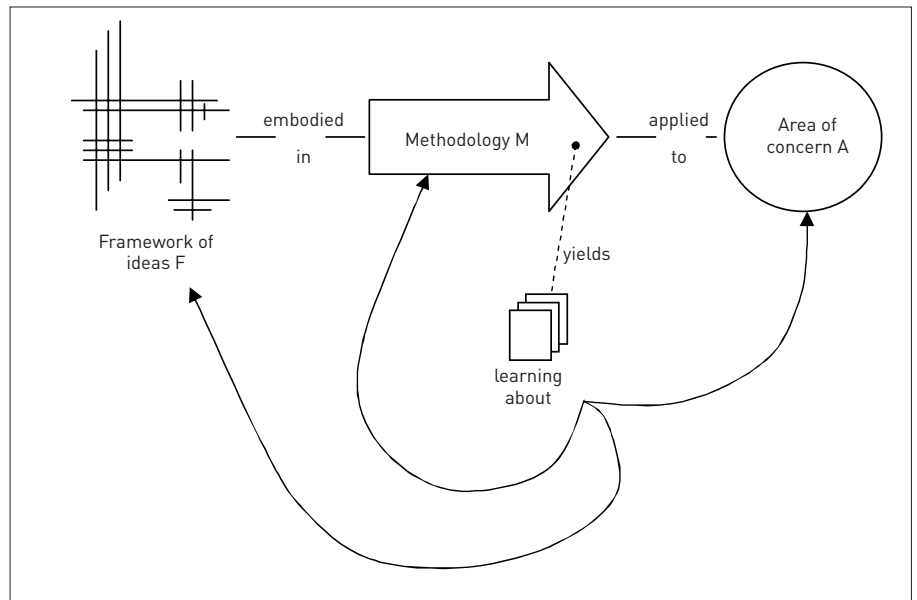 embodied
in
Methodology M
applied
to
Area of
concern A
Framework of
ideas F
yields
learning
about